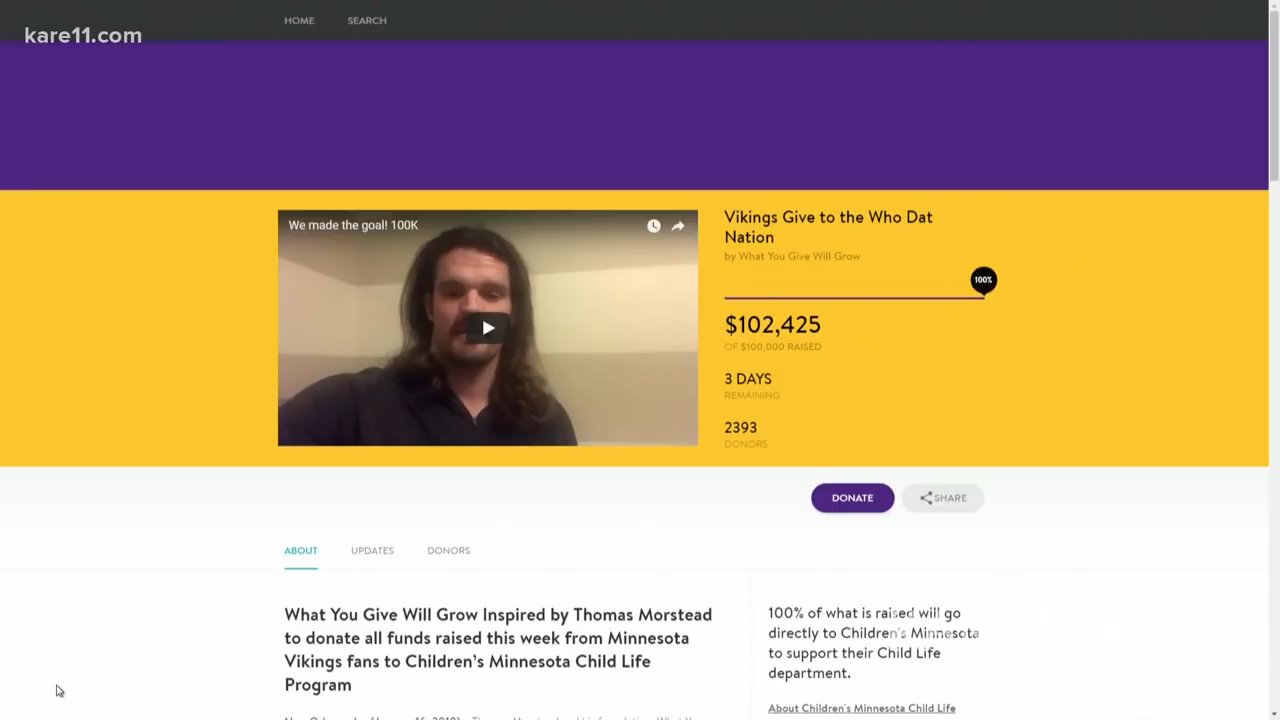 HOME SEARCH
kare11.com
We made the goal! 100K
Vikings Give to the Who Dat
Nation
by What You Give Will Grow
100%
$102,425
OF $100,000 RAISED
3 DAYS
REMAINING
2393
DONORS
DONATE SHARE
ABOUT UPDATES DONORS
What You Give Will Grow Inspired by Thomas Morstead
to donate all funds raised this week from Minnesota
Vikings fans to Children's Minnesota Child Life
Program
100% of what is raised will go
directly to Children's Minnesota
to support their Child Life
department.
About Children's Minnesota Child Life